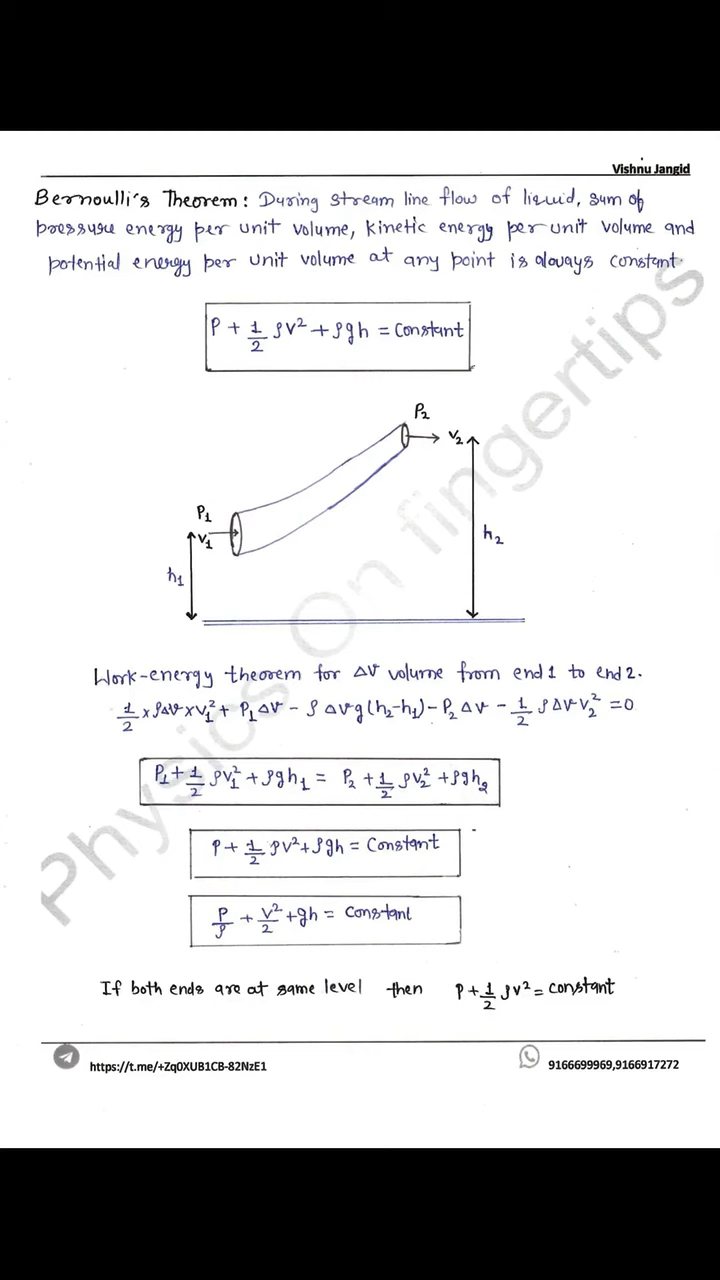 Vishnu Jangid
Bernoulli's Theorem : During stream line flow of liquid, sum of
pressure energy per unit volume, kinetic energy per unit volume and
potential energy per unit volume at any point is always constant.
P + 1/2 ρv² + ρgh = constant
P₂
v₂
P₁
v₁
h₂
h₁
Work-energy theorem for ΔV volume from end 1 to end 2.
1/2 × ρΔV × v₁² + P₁ΔV - ρΔVg(h₂-h₁) - P₂ΔV - 1/2 ρΔV v₂² = 0
P₁ + 1/2 ρv₁² + ρgh₁ = P₂ + 1/2 ρv₂² + ρgh₂
P + 1/2 ρv² + ρgh = constant
P/ρ + v²/2 + gh = constant
If both ends are at same level then P + 1/2 ρv² = constant
Physics On fingertips
https://t.me/+Zq0XUB1CB-82NzE1
9166699969,9166917272